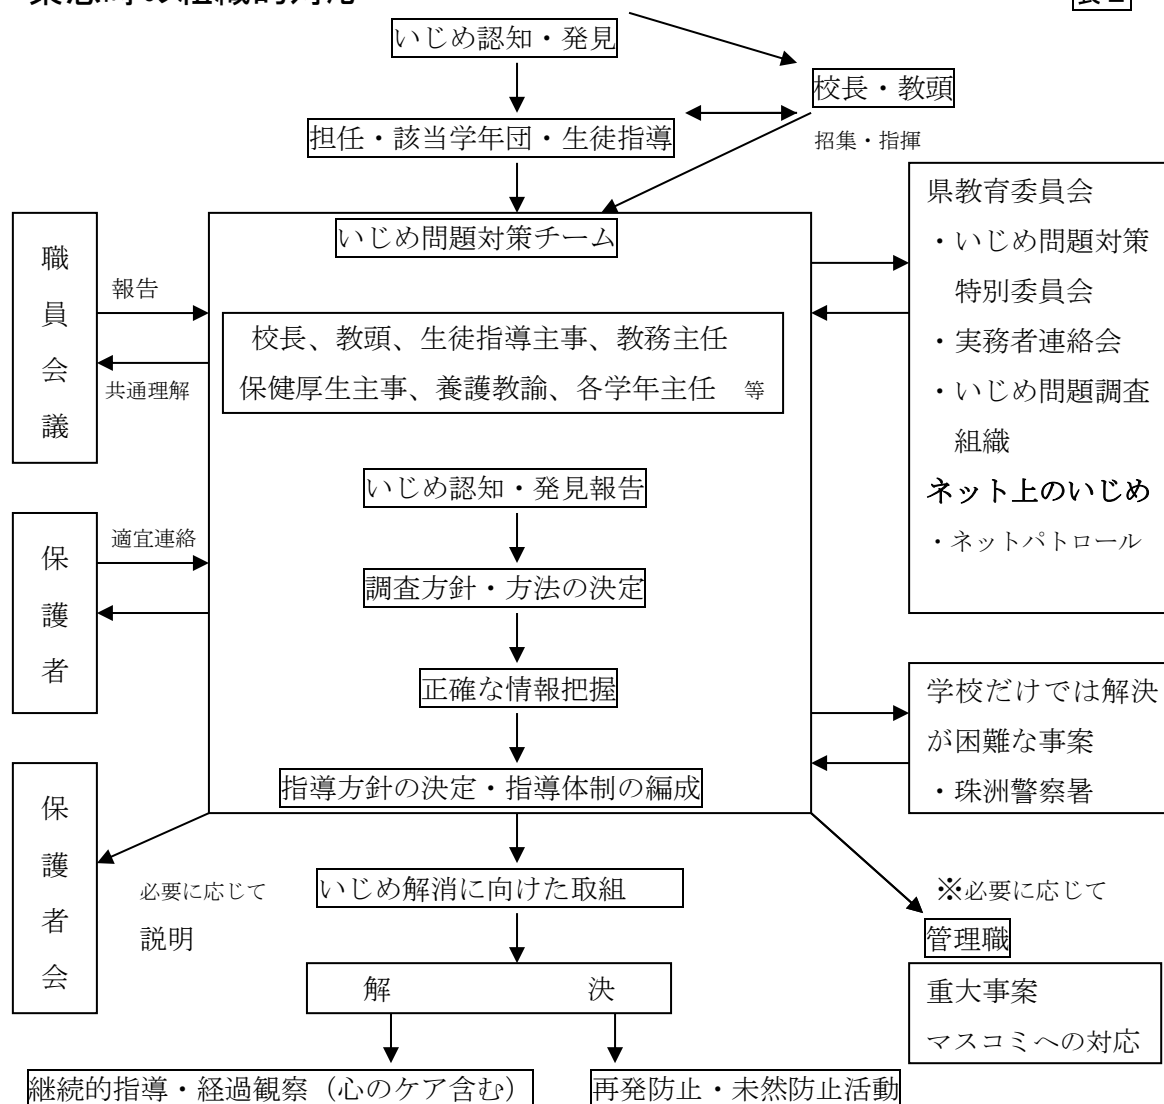 いじめ認知・発見
校長・教頭
担任・該当学年団・生徒指導
招集・指揮
いじめ問題対策チーム
職員会議
報告
共通理解
校長、教頭、生徒指導主事、教務主任
保健厚生主事、養護教諭、各学年主任 等
県教育委員会
・いじめ問題対策
特別委員会
・実務者連絡会
・いじめ問題調査
組織
ネット上のいじめ
・ネットパトロール
いじめ認知・発見報告
保護者
適宜連絡
調査方針・方法の決定
正確な情報把握
学校だけでは解決
が困難な事案
・珠洲警察暑
指導方針の決定・指導体制の編成
保護者会
必要に応じて
説明
いじめ解消に向けた取組
※必要に応じて
管理職
重大事案
マスコミへの対応
解 決
継続的指導・経過観察（心のケア含む）
再発防止・未然防止活動